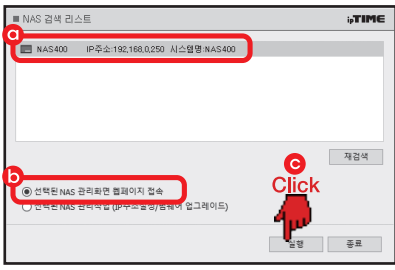 ■ NAS 검색 리스트
ipTIME
a
NAS400 IP주소:192,168,0,250 시스템명:NAS400
재검색
b
선택된 NAS 관리화면 웹페이지 접속
선택된 NAS 관리작업 (IP주소설정/펌웨어 업그레이드)
c
Click
실행
종료